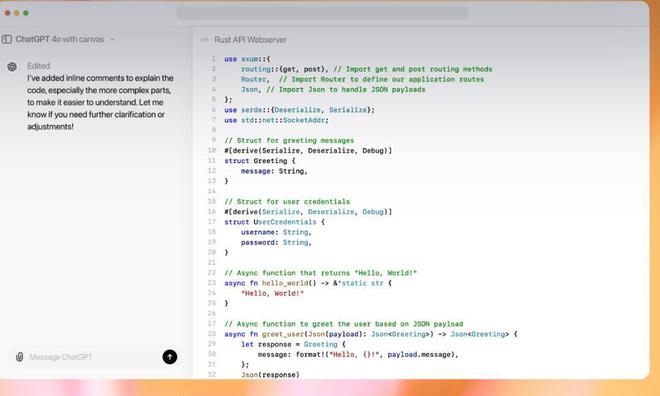 ChatGPT 4o with canvas
Edited
I've added inline comments to explain the
code, especially the more complex parts,
to make it easier to understand. Let me
know if you need further clarification or
adjustments!
Message ChatGPT
Rust API Webserver
1 use axum::{
2 routing::{get, post}, // Import get and post routing methods
3 Router, // Import Router to define our application routes
4 Json, // Import Json to handle JSON payloads
5 };
6 use serde::{Deserialize, Serialize};
7 use std::net::SocketAddr;
8
9 // Struct for greeting messages
10 #[derive(Serialize, Deserialize, Debug)]
11 struct Greeting {
12 message: String,
13 }
14
15 // Struct for user credentials
16 #[derive(Serialize, Deserialize, Debug)]
17 struct UserCredentials {
18 username: String,
19 password: String,
20 }
21
22 // Async function that returns "Hello, World!"
23 async fn hello_world() -> &'static str {
24 "Hello, World!"
25 }
26
27 // Async function to greet the user based on JSON payload
28 async fn greet_user(Json(payload): Json<Greeting>) -> Json<Greeting> {
29 let response = Greeting {
30 message: format!("Hello, {}!", payload.message),
31 };
32 Json(response)